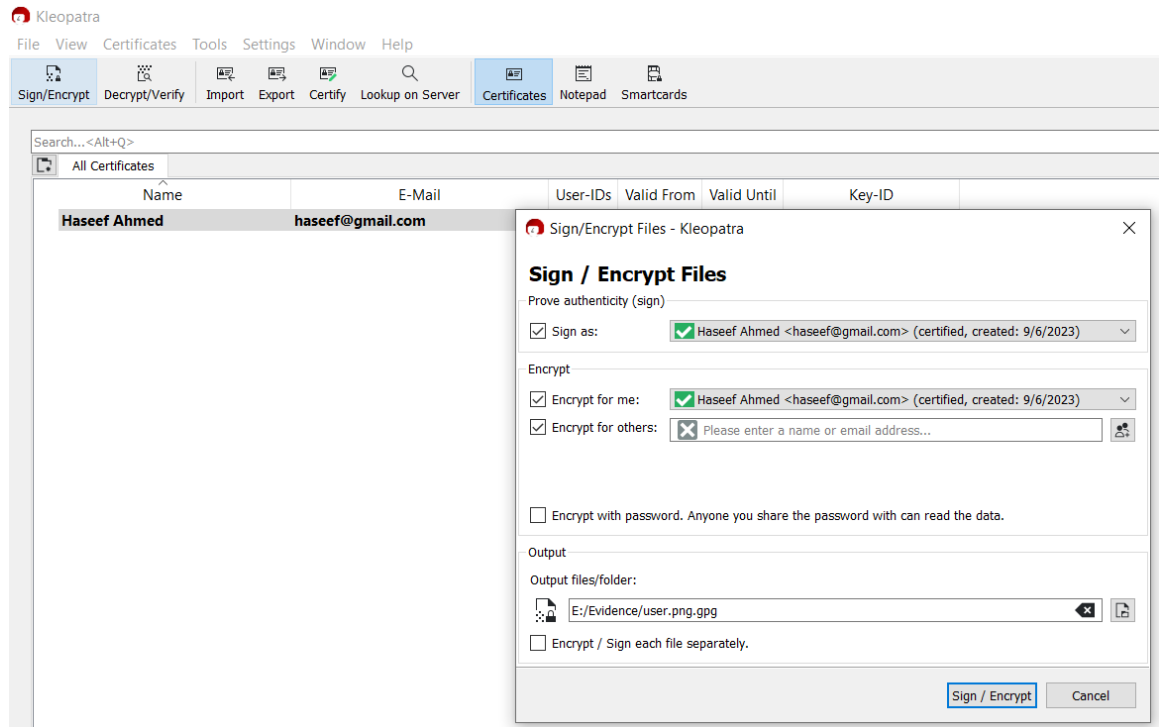 Kleopatra
File View Certificates Tools Settings Window Help
Sign/Encrypt Decrypt/Verify Import Export Certify Lookup on Server Certificates Notepad Smartcards
Search...<Alt+Q>
All Certificates
Name E-Mail User-IDs Valid From Valid Until Key-ID
Haseef Ahmed haseef@gmail.com
Sign/Encrypt Files - Kleopatra
Sign / Encrypt Files
Prove authenticity (sign)
Sign as: Haseef Ahmed <haseef@gmail.com> (certified, created: 9/6/2023)
Encrypt
Encrypt for me: Haseef Ahmed <haseef@gmail.com> (certified, created: 9/6/2023)
Encrypt for others: Please enter a name or email address...
Encrypt with password. Anyone you share the password with can read the data.
Output
Output files/folder:
E:/Evidence/user.png.gpg
Encrypt / Sign each file separately.
Sign / Encrypt Cancel